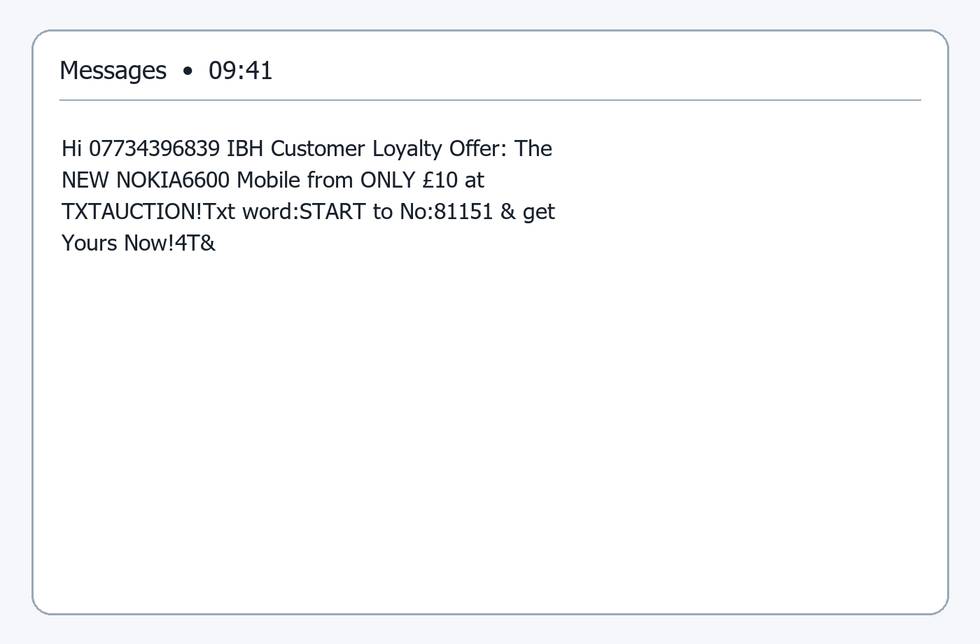 Messages • 09:41
Hi 07734396839 IBH Customer Loyalty Offer: The
NEW NOKIA6600 Mobile from ONLY £10 at
TXTAUCTION!Txt word:START to No:81151 & get
Yours Now!4T&